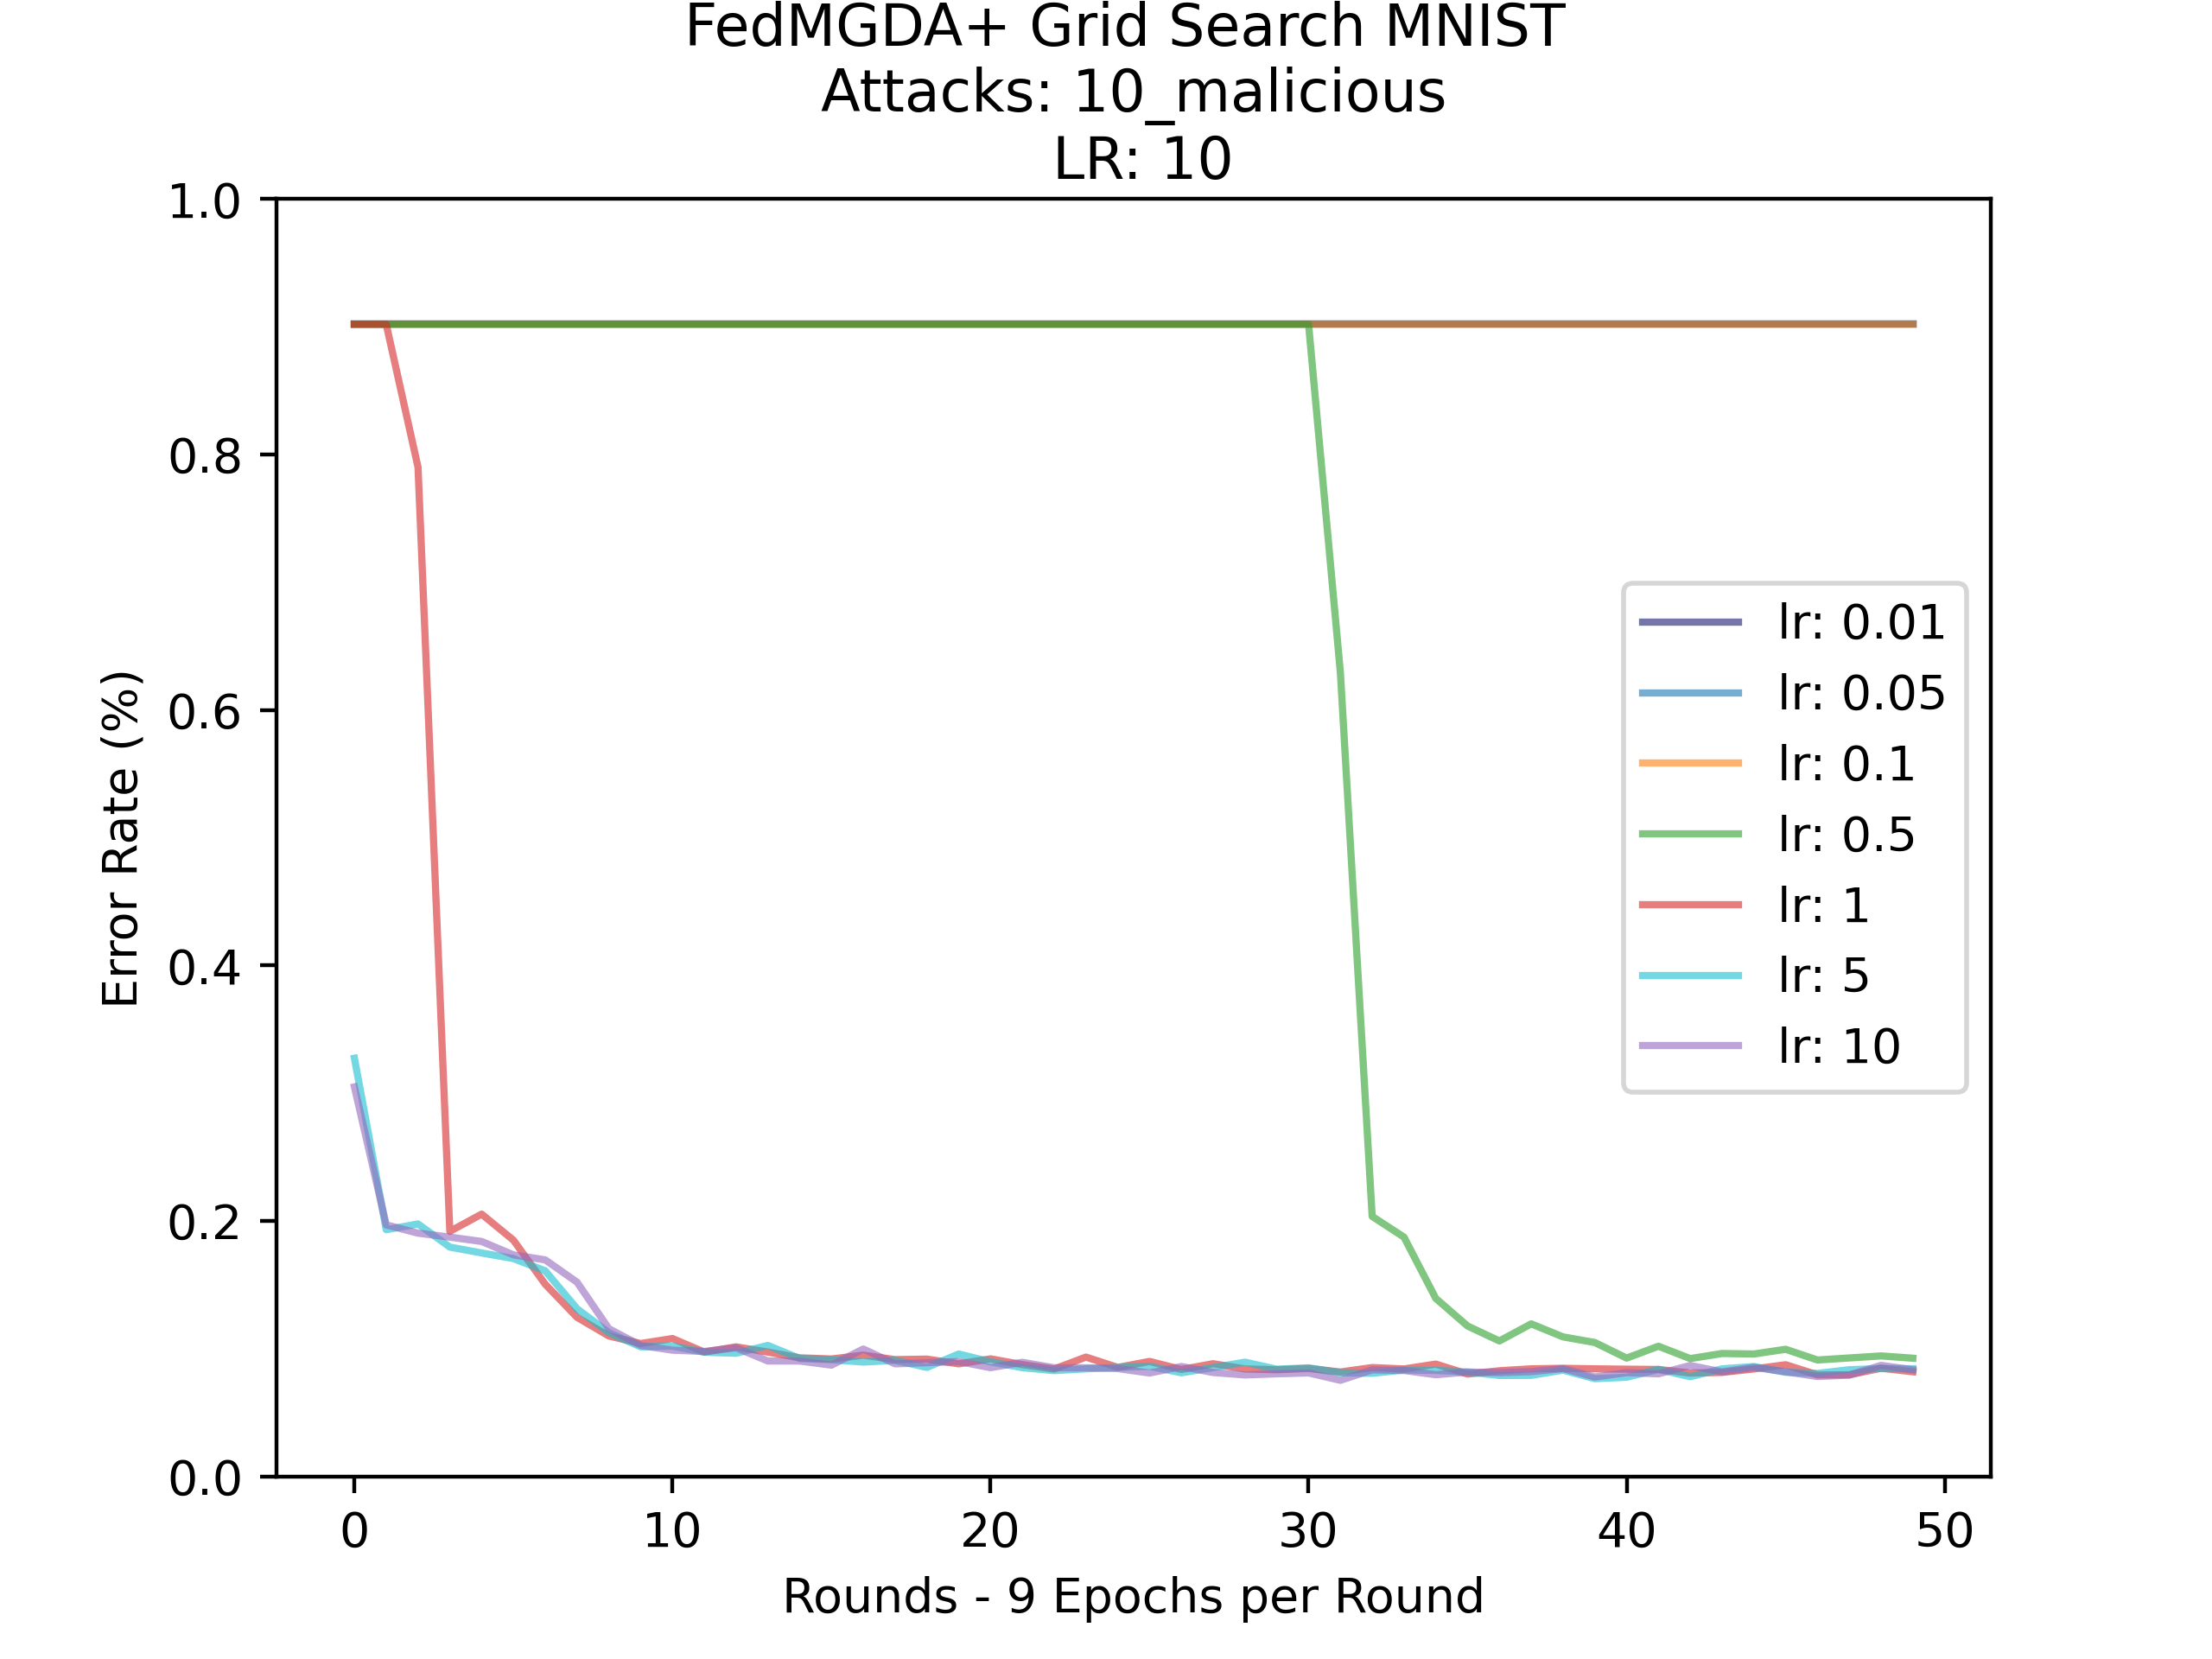 FedMGDA+ Grid Search MNIST
Attacks: 10_malicious
LR: 10
1.0
0.8
0.6
0.4
0.2
0.0
Error Rate (%)
lr: 0.01
lr: 0.05
lr: 0.1
lr: 0.5
lr: 1
lr: 5
lr: 10
0 10 20 30 40 50
Rounds - 9 Epochs per Round